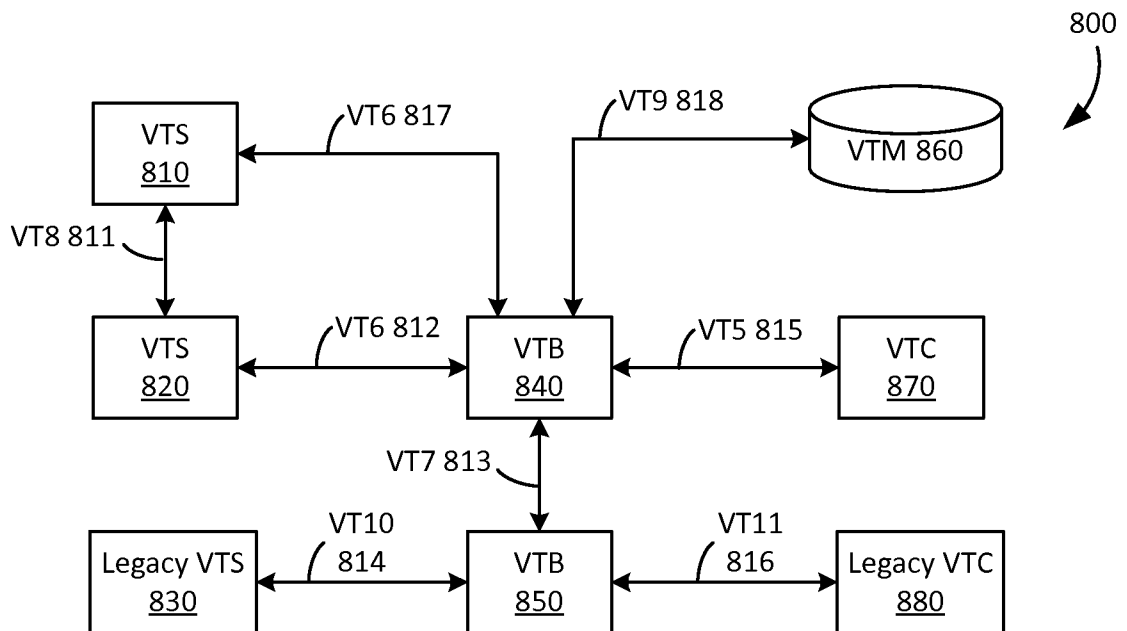 800
VT6 817
VT9 818
VTS
810
VTM 860
VT8 811
VTS
820
VT6 812
VTB
840
VT5 815
VTC
870
VT7 813
Legacy VTS
830
VT10
814
VTB
850
VT11
816
Legacy VTC
880